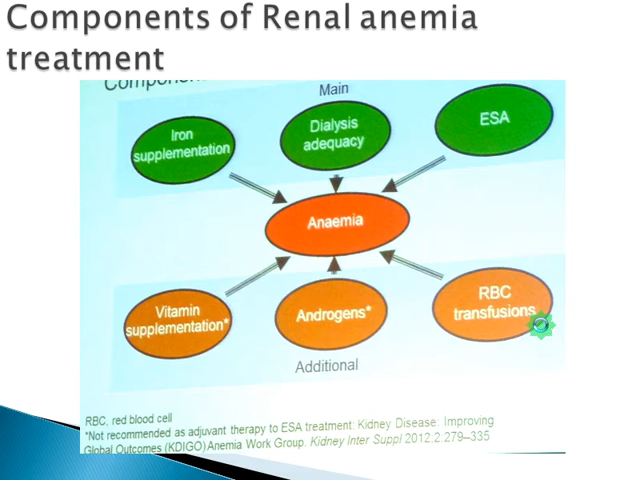 Components of Renal anemia
treatment
Main
Iron
supplementation
Dialysis
adequacy
ESA
Anaemia
Vitamin
supplementation*
Androgens*
RBC
transfusions
Additional
RBC, red blood cell
*Not recommended as adjuvant therapy to ESA treatment: Kidney Disease: Improving
Global Outcomes (KDIGO) Anemia Work Group. Kidney Inter Suppl 2012;2:279–335